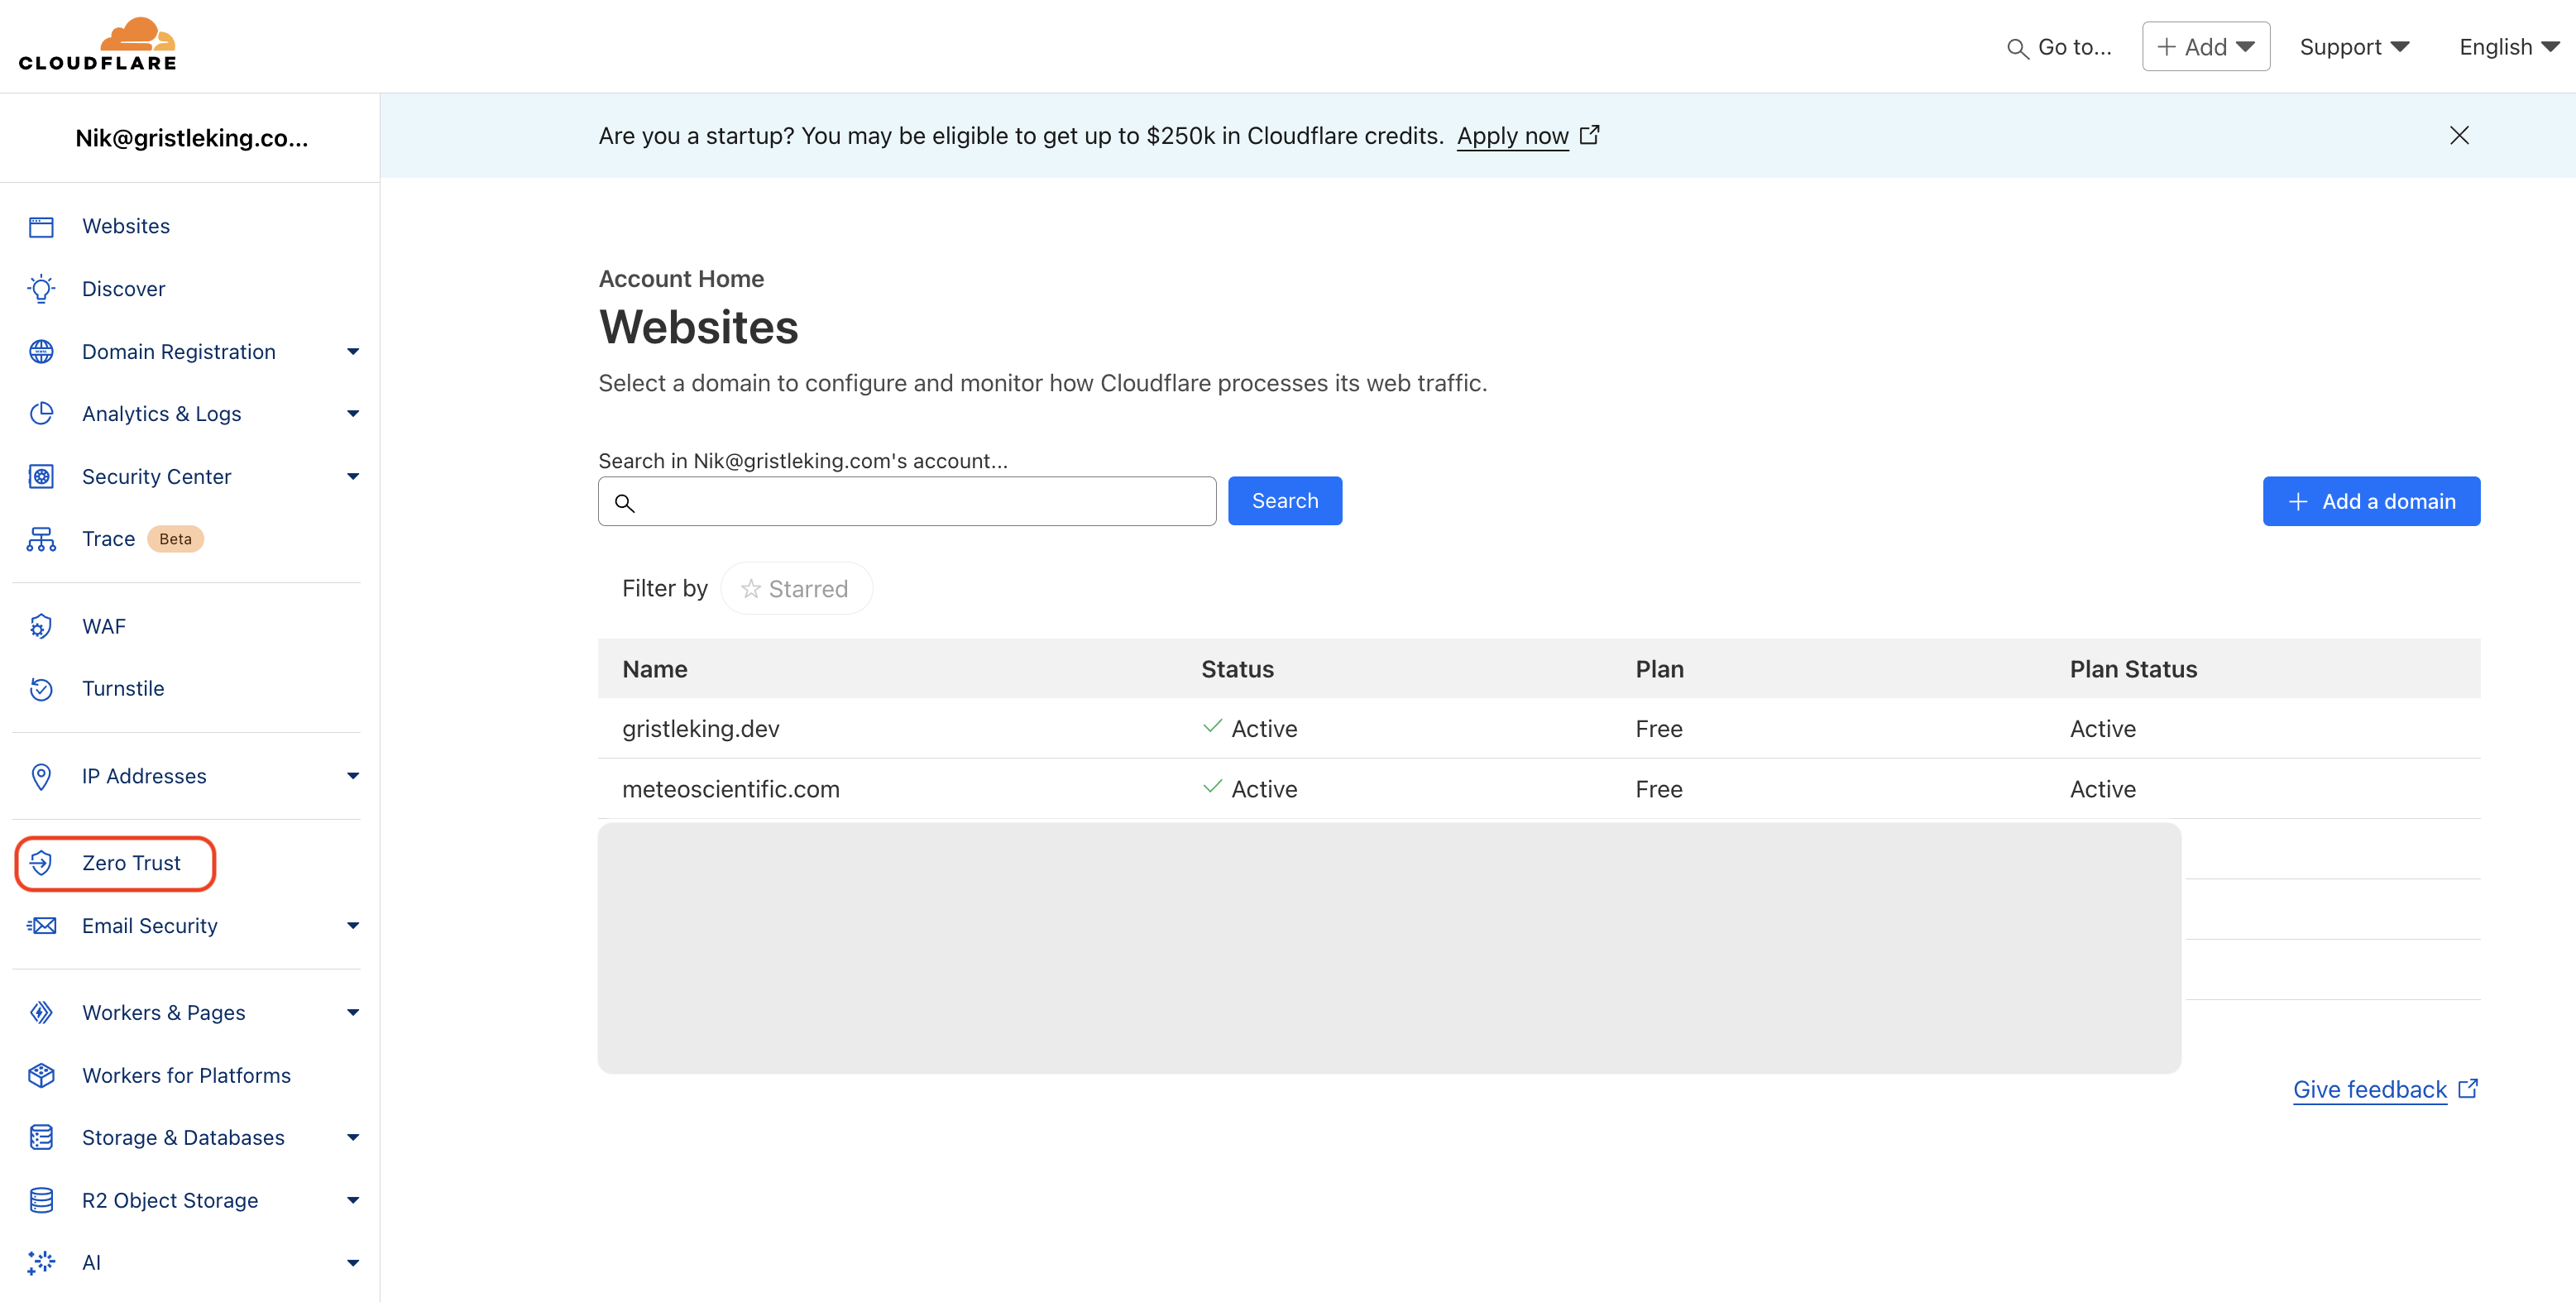 CLOUDFLARE
Go to...
Add
Support
English
Nik@gristleking.co...
Are you a startup? You may be eligible to get up to $250k in Cloudflare credits. Apply now
Websites
Discover
Domain Registration
Analytics & Logs
Security Center
Trace Beta
WAF
Turnstile
IP Addresses
Zero Trust
Email Security
Workers & Pages
Workers for Platforms
Storage & Databases
R2 Object Storage
AI
Account Home
Websites
Select a domain to configure and monitor how Cloudflare processes its web traffic.
Search in Nik@gristleking.com's account...
Search
+ Add a domain
Filter by Starred
Name Status Plan Plan Status
gristleking.dev Active Free Active
meteoscientific.com Active Free Active
Give feedback